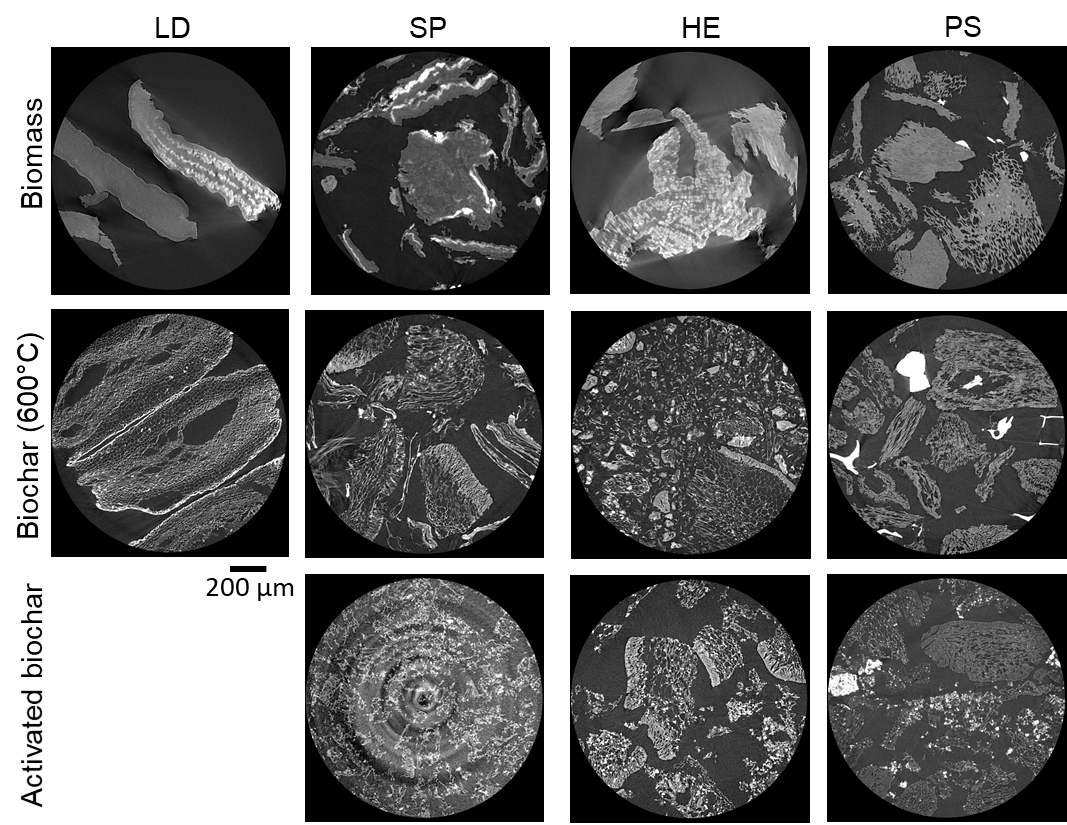 LD SP HE PS
Biomass
Biochar (600°C)
200 µm
Activated biochar